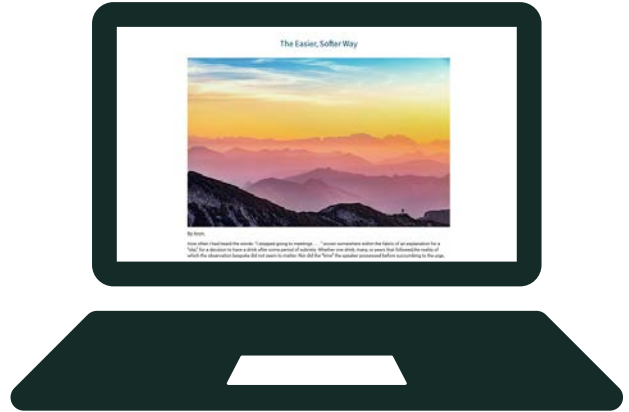 The Easier, Softer Way
By Anon.
How often I had heard the words: "I stopped going to meetings . . . " woven somewhere within the fabric of an explanation for a
"slip," for a decision to have a drink after some period of sobriety. Whether one drink, many, or years that followed,the reality of
which the observation bespoke did not seem to matter. Nor did the "time" the speaker possessed before succumbing to the urge,